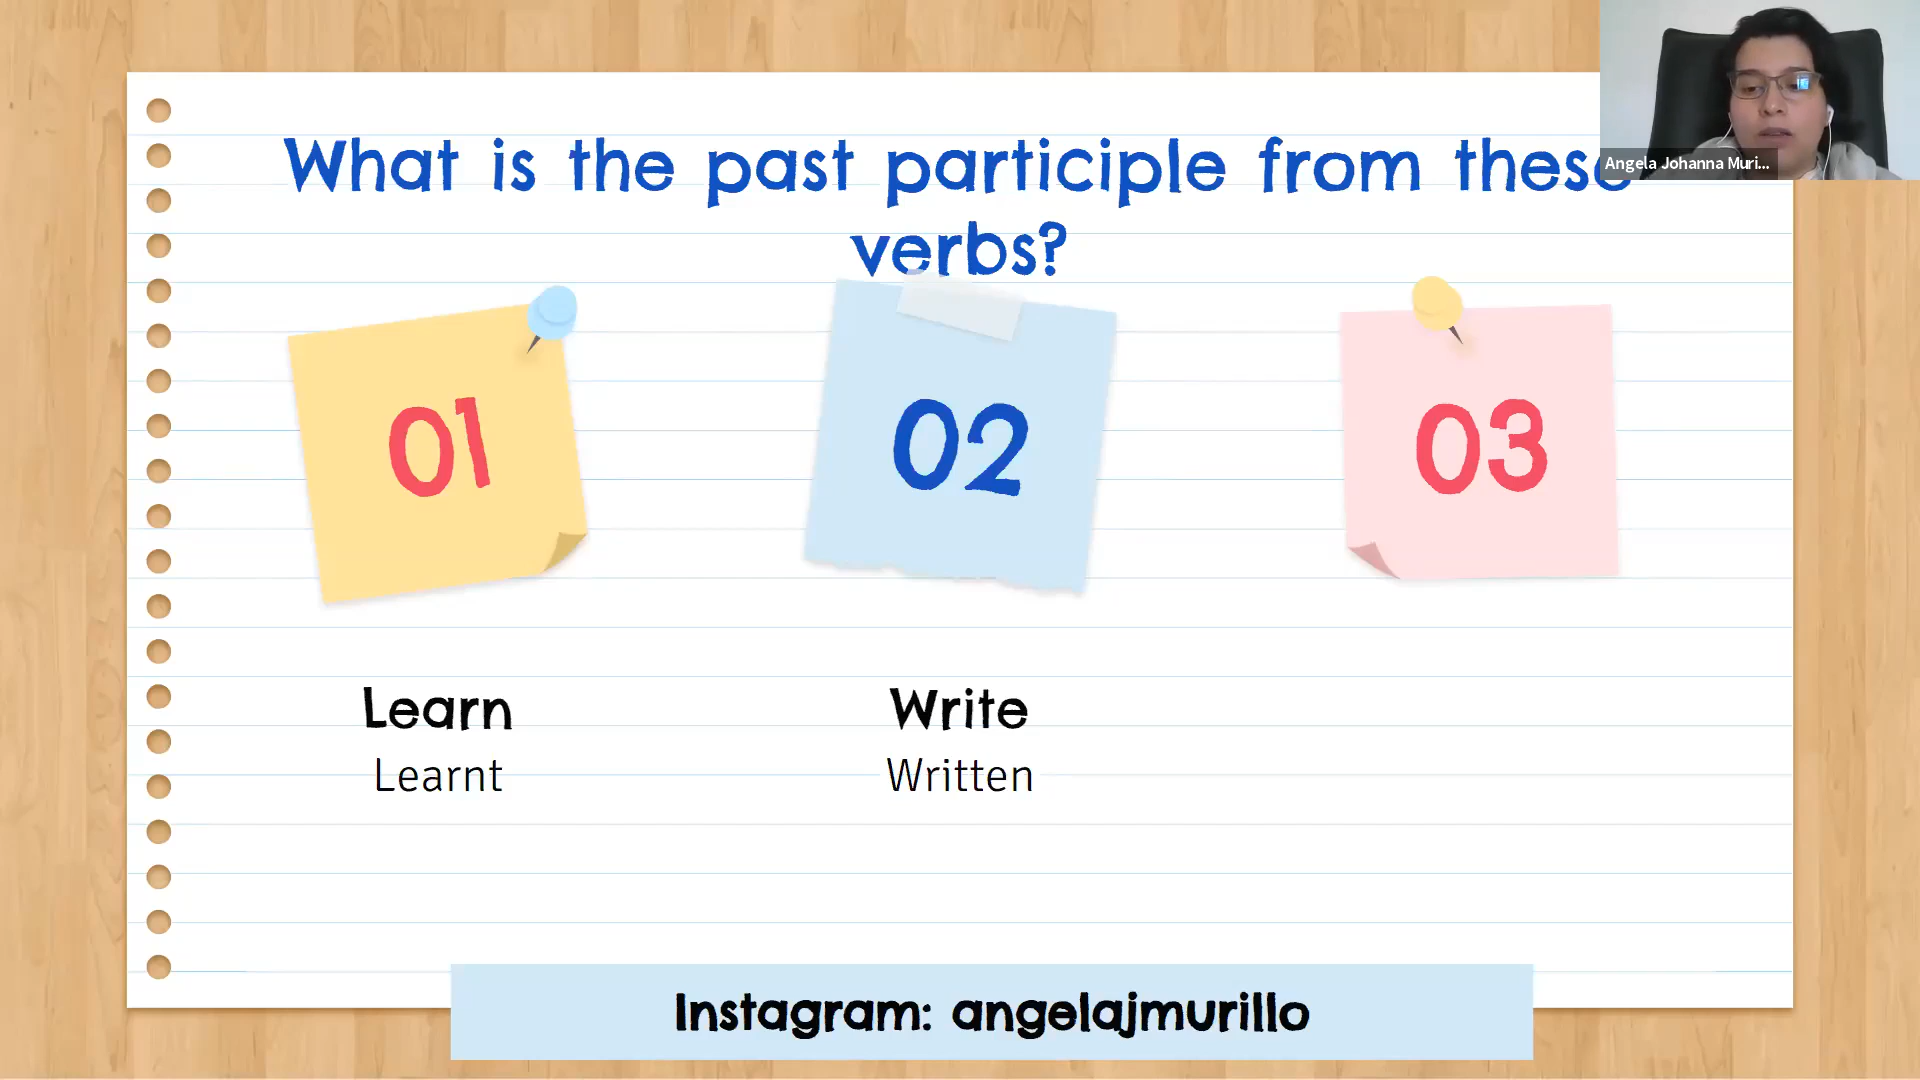 What is the past participle from these
verbs?
01
02
03
Learn
Learnt
Write
Written
Instagram: angelajmurillo
Angela Johanna Muri...